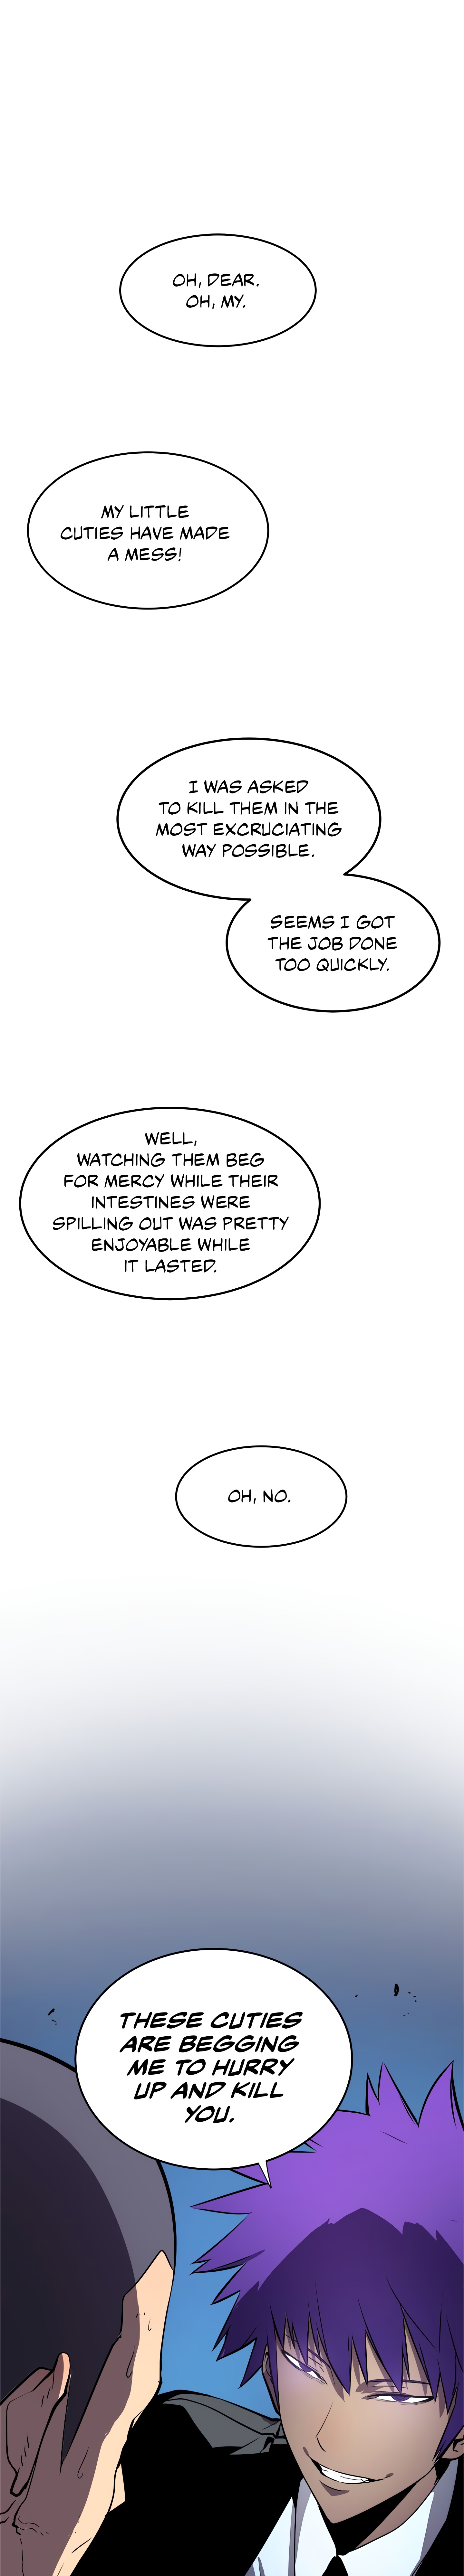 OH, DEAR.
OH, MY.
MY LITTLE
CUTIES HAVE MADE
A MESS!
I WAS ASKED
TO KILL THEM IN THE
MOST EXCRUCIATING
WAY POSSIBLE.
SEEMS I GOT
THE JOB DONE
TOO QUICKLY.
WELL,
WATCHING THEM BEG
FOR MERCY WHILE THEIR
INTESTINES WERE
SPILLING OUT WAS PRETTY
ENJOYABLE WHILE
IT LASTED.
OH, NO.
THESE CUTIES
ARE BEGGING
ME TO HURRY
UP AND KILL
YOU.